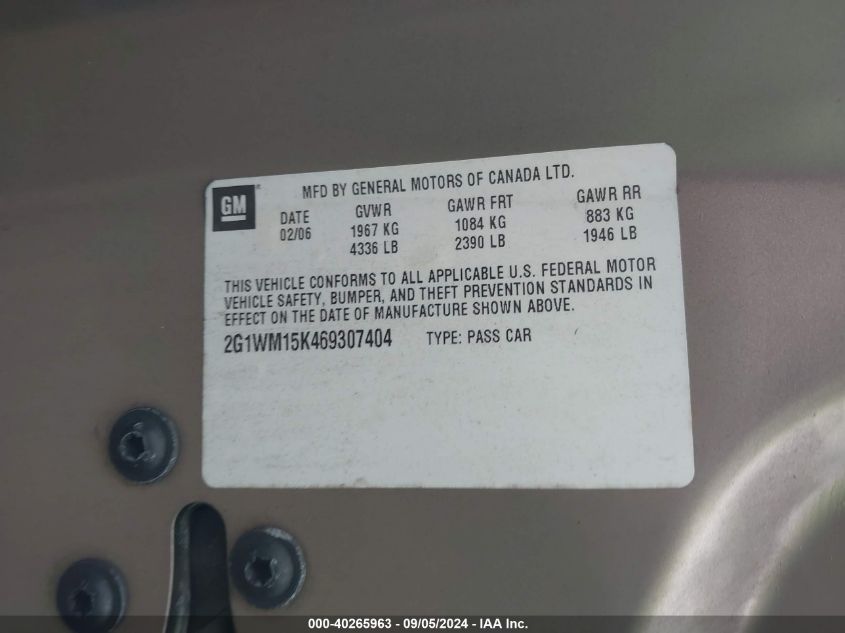 GM
MFD BY GENERAL MOTORS OF CANADA LTD.
DATE GVWR GAWR FRT GAWR RR
02/06 1967 KG 1084 KG 883 KG
4336 LB 2390 LB 1946 LB
THIS VEHICLE CONFORMS TO ALL APPLICABLE U.S. FEDERAL MOTOR
VEHICLE SAFETY, BUMPER, AND THEFT PREVENTION STANDARDS IN
EFFECT ON THE DATE OF MANUFACTURE SHOWN ABOVE.
2G1WM15K469307404 TYPE: PASS CAR
000-40265963 - 09/05/2024 - IAA Inc.